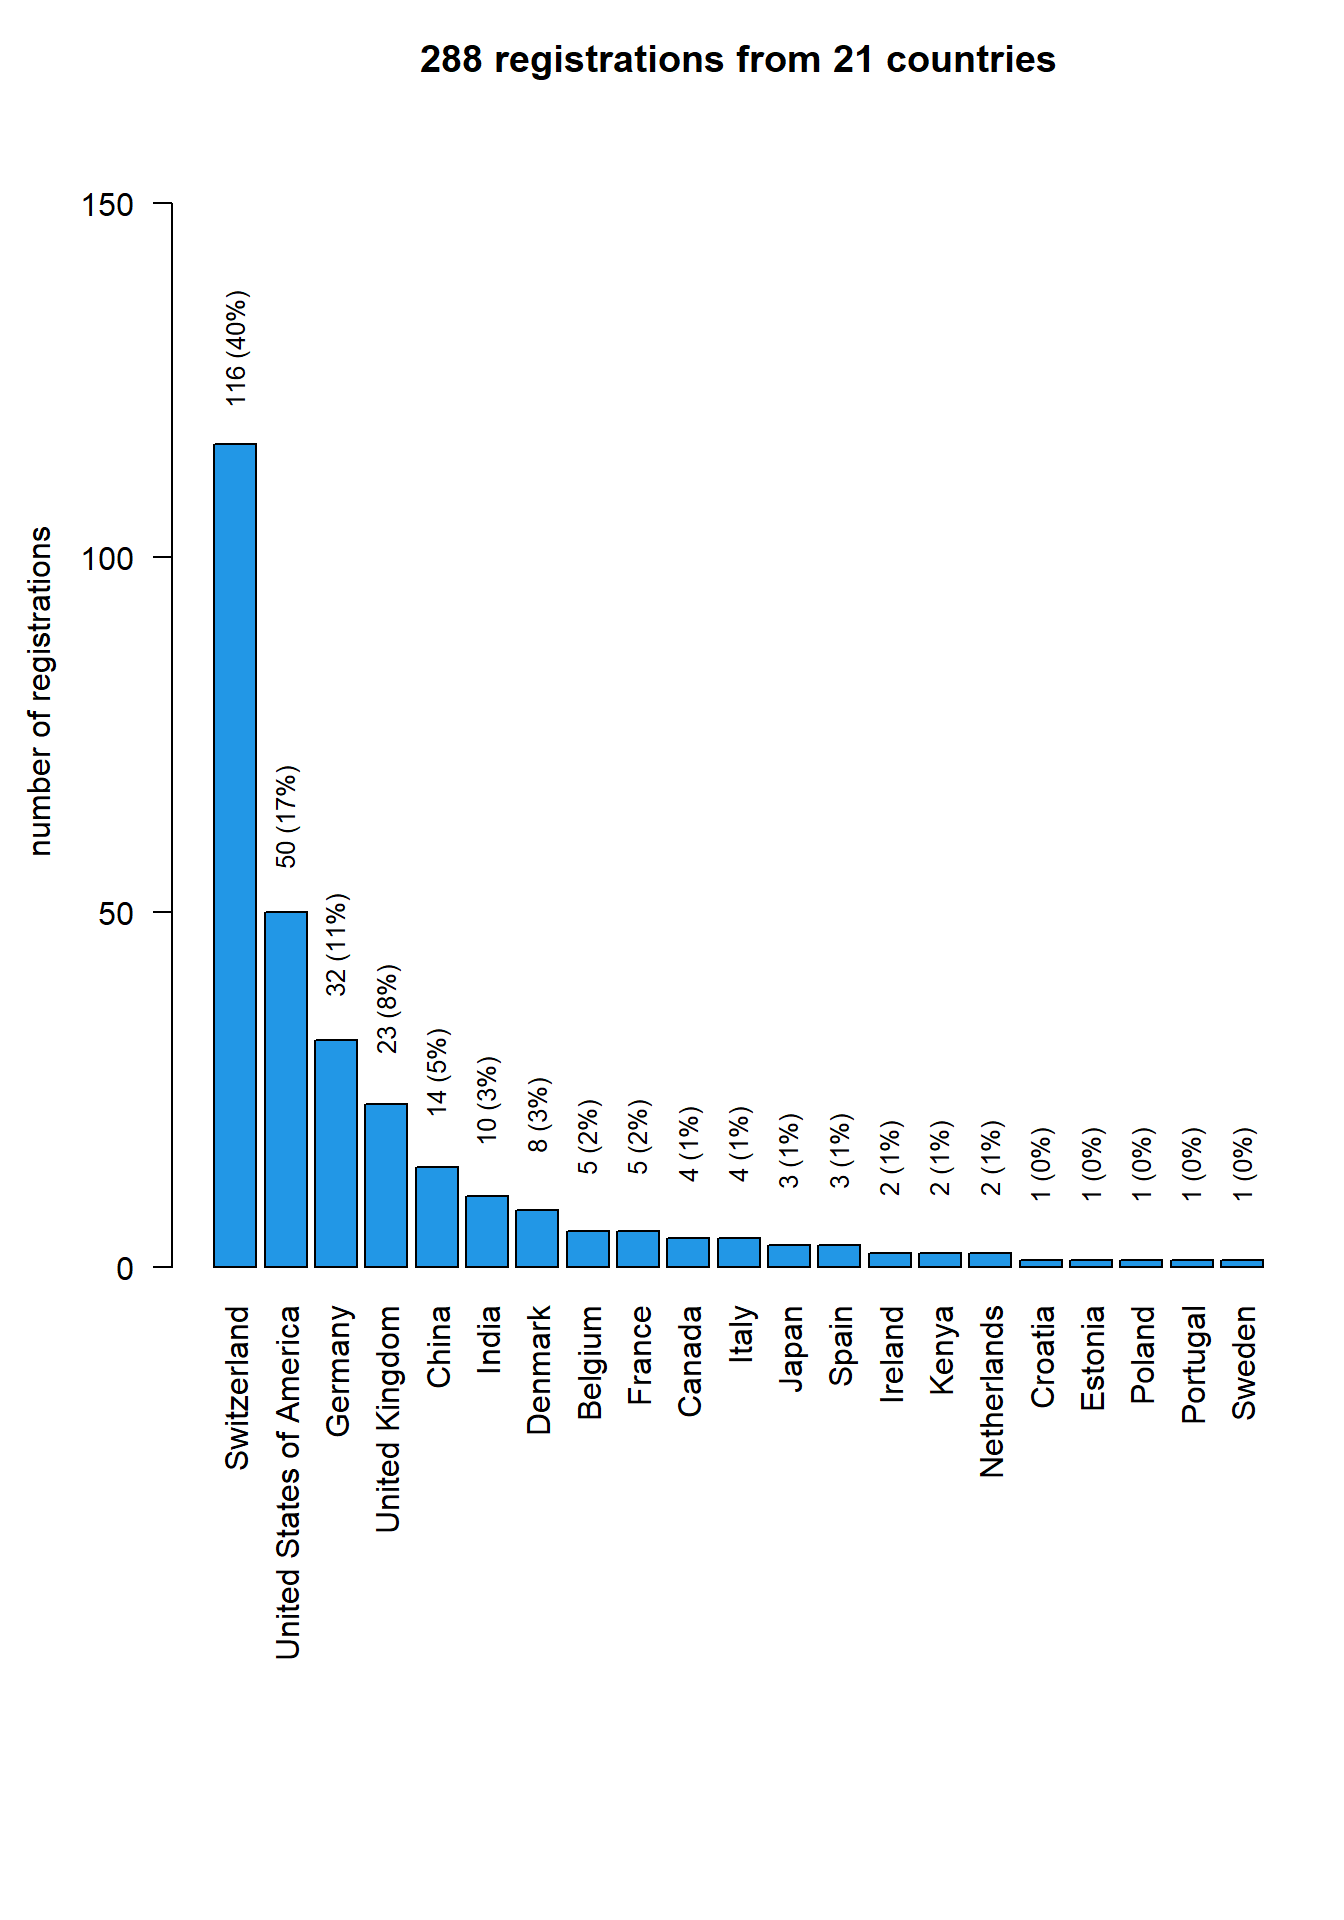 288 registrations from 21 countries
number of registrations
150
100
50
0
116 (40%)
50 (17%)
32 (11%)
23 (8%)
14 (5%)
10 (3%)
8 (3%)
5 (2%)
5 (2%)
4 (1%)
4 (1%)
3 (1%)
3 (1%)
2 (1%)
2 (1%)
2 (1%)
1 (0%)
1 (0%)
1 (0%)
1 (0%)
1 (0%)
Switzerland
United States of America
Germany
United Kingdom
China
India
Denmark
Belgium
France
Canada
Italy
Japan
Spain
Ireland
Kenya
Netherlands
Croatia
Estonia
Poland
Portugal
Sweden